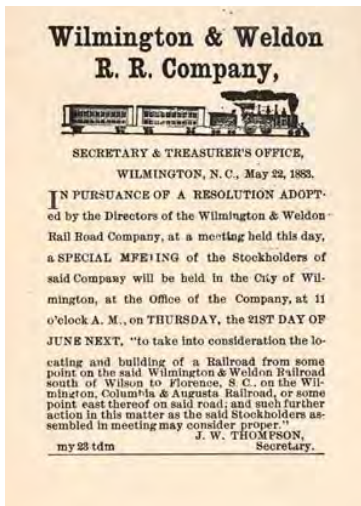 Wilmington & Weldon
R. R. Company,
SECRETARY & TREASURER'S OFFICE,
WILMINGTON, N. C., May 22, 1883.
IN PURSUANCE OF A RESOLUTION ADOPT-
ed by the Directors of the Wilmington & Weldon
Rail Road Company, at a meeting held this day,
a SPECIAL MEETING of the Stockholders of
said Company will be held in the City of Wil-
mington, at the Office of the Company, at 11
o'clock A. M., on THURSDAY, the 21ST DAY OF
JUNE NEXT, "to take into consideration the lo-
cating and building of a Railroad from some
point on the said Wilmington & Weldon Railroad
south of Wilson to Florence, S. C., on the Wil-
mington, Columbia & Augusta Railroad, or some
point east thereof on said road; and such further
action in this matter as the said Stockholders as-
sembled in meeting may consider proper."
J. W. THOMPSON,
my 23 tdm Secretary.